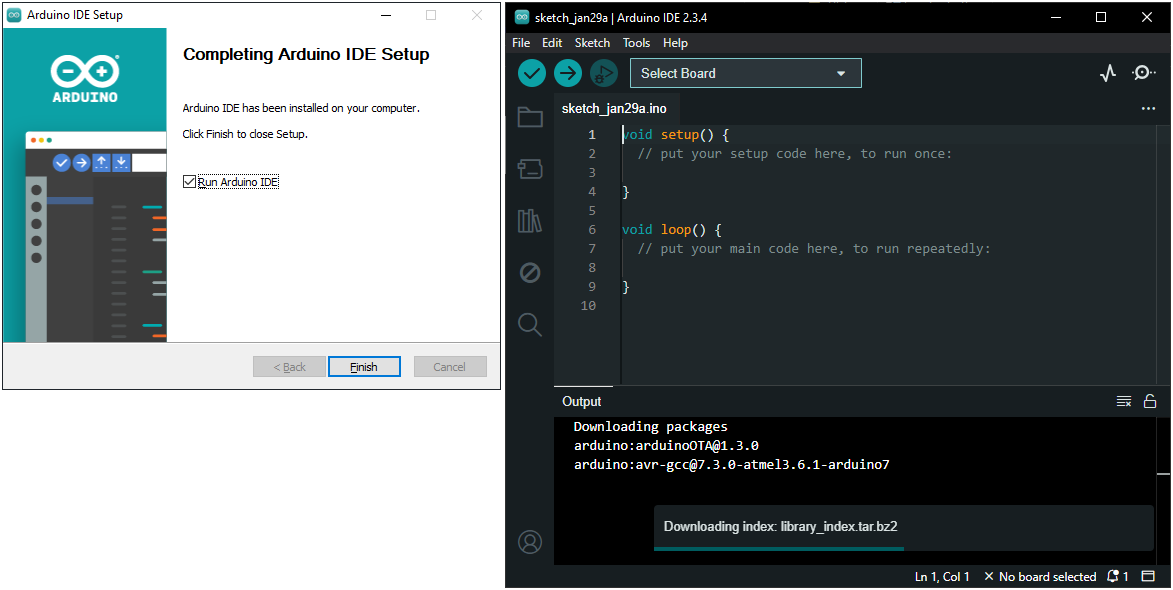 Arduino IDE Setup
ARDUINO
Completing Arduino IDE Setup
Arduino IDE has been installed on your computer.
Click Finish to close Setup.
Run Arduino IDE
< Back
Finish
Cancel
sketch_jan29a | Arduino IDE 2.3.4
File Edit Sketch Tools Help
Select Board
sketch_jan29a.ino
1 void setup() {
2 // put your setup code here, to run once:
3
4 }
5
6 void loop() {
7 // put your main code here, to run repeatedly:
8
9 }
10
Output
Downloading packages
arduino:arduinoOTA@1.3.0
arduino:avr-gcc@7.3.0-atmel3.6.1-arduino7
Downloading index: library_index.tar.bz2
Ln 1, Col 1 × No board selected 1